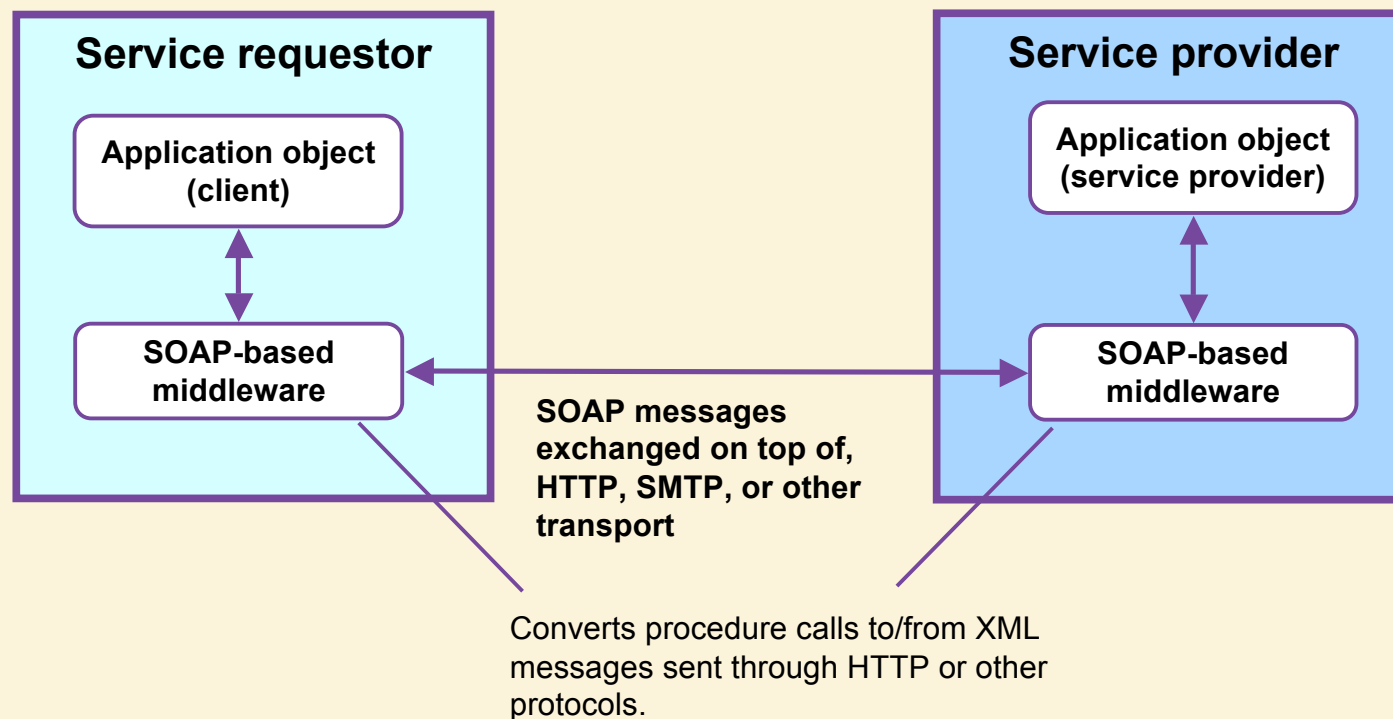 Service requestor
Application object
(client)
SOAP-based
middleware
Service provider
Application object
(service provider)
SOAP-based
middleware
SOAP messages
exchanged on top of,
HTTP, SMTP, or other
transport
Converts procedure calls to/from XML
messages sent through HTTP or other
protocols.